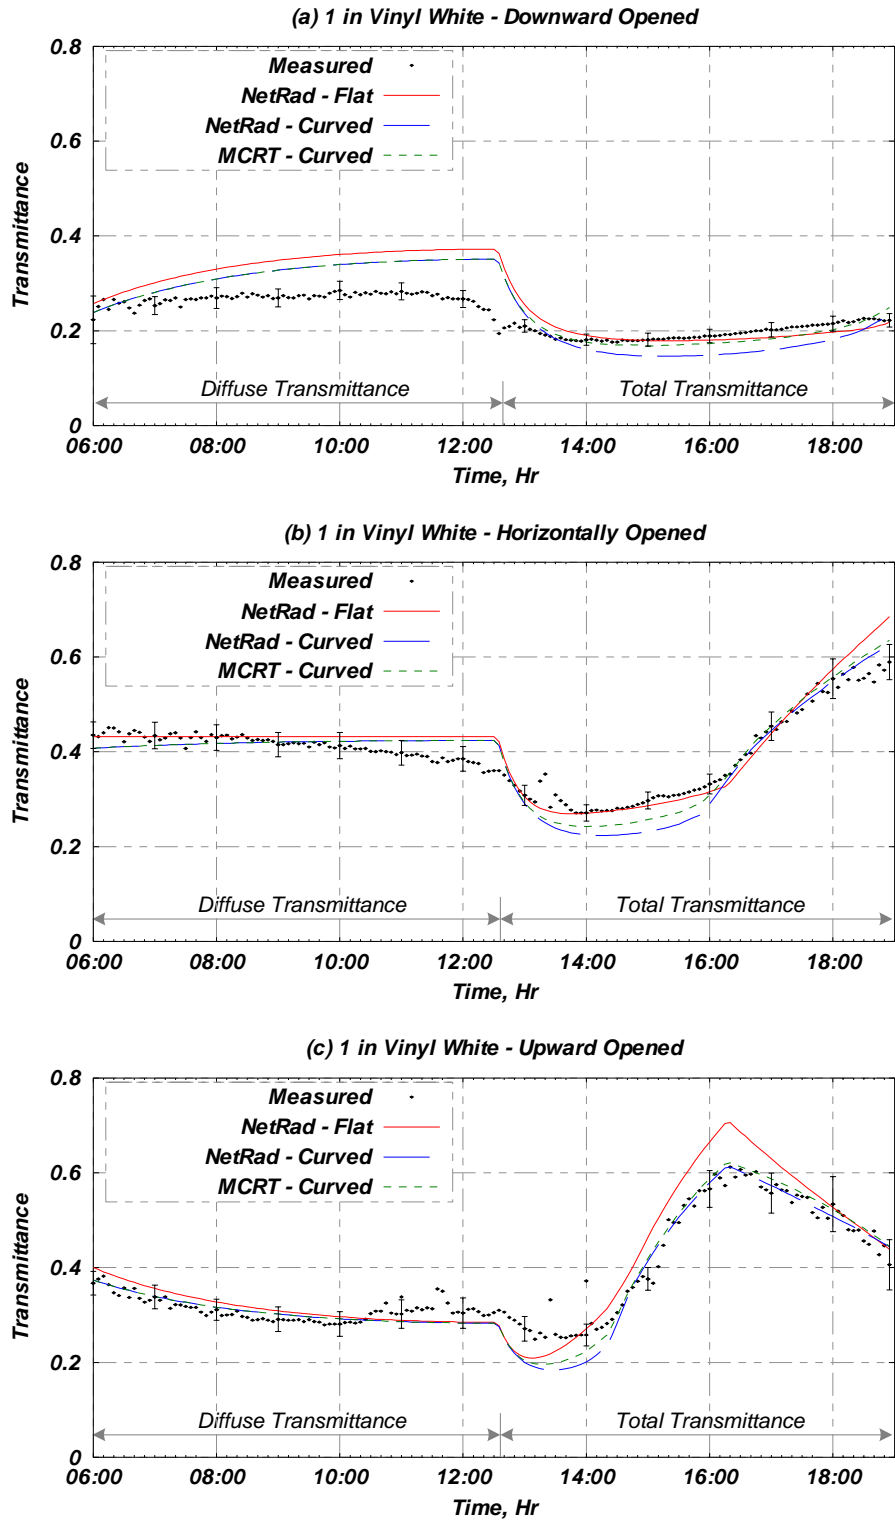 (a) 1 in Vinyl White - Downward Opened
0.8
Measured
NetRad - Flat
0.6
NetRad - Curved
MCRT - Curved
Transmittance
0.4
0.2
Diffuse Transmittance
Total Transmittance
0
06:00 08:00 10:00 12:00 14:00 16:00 18:00
Time, Hr
(b) 1 in Vinyl White - Horizontally Opened
0.8
Measured
NetRad - Flat
0.6
NetRad - Curved
MCRT - Curved
Transmittance
0.4
0.2
Diffuse Transmittance
Total Transmittance
0
06:00 08:00 10:00 12:00 14:00 16:00 18:00
Time, Hr
(c) 1 in Vinyl White - Upward Opened
0.8
Measured
NetRad - Flat
0.6
NetRad - Curved
MCRT - Curved
Transmittance
0.4
0.2
Diffuse Transmittance
Total Transmittance
0
06:00 08:00 10:00 12:00 14:00 16:00 18:00
Time, Hr